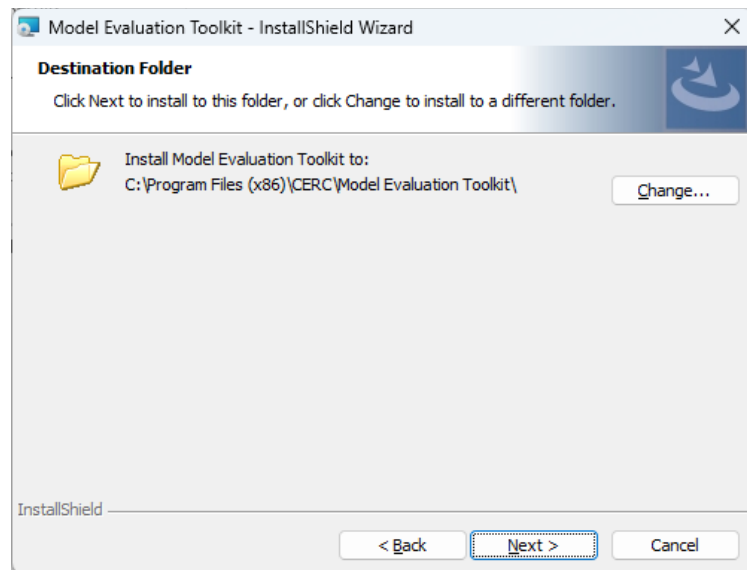 Model Evaluation Toolkit - InstallShield Wizard
Destination Folder
Click Next to install to this folder, or click Change to install to a different folder.
Install Model Evaluation Toolkit to:
C:\Program Files (x86)\CERC\Model Evaluation Toolkit\
Change...
InstallShield
< Back
Next >
Cancel